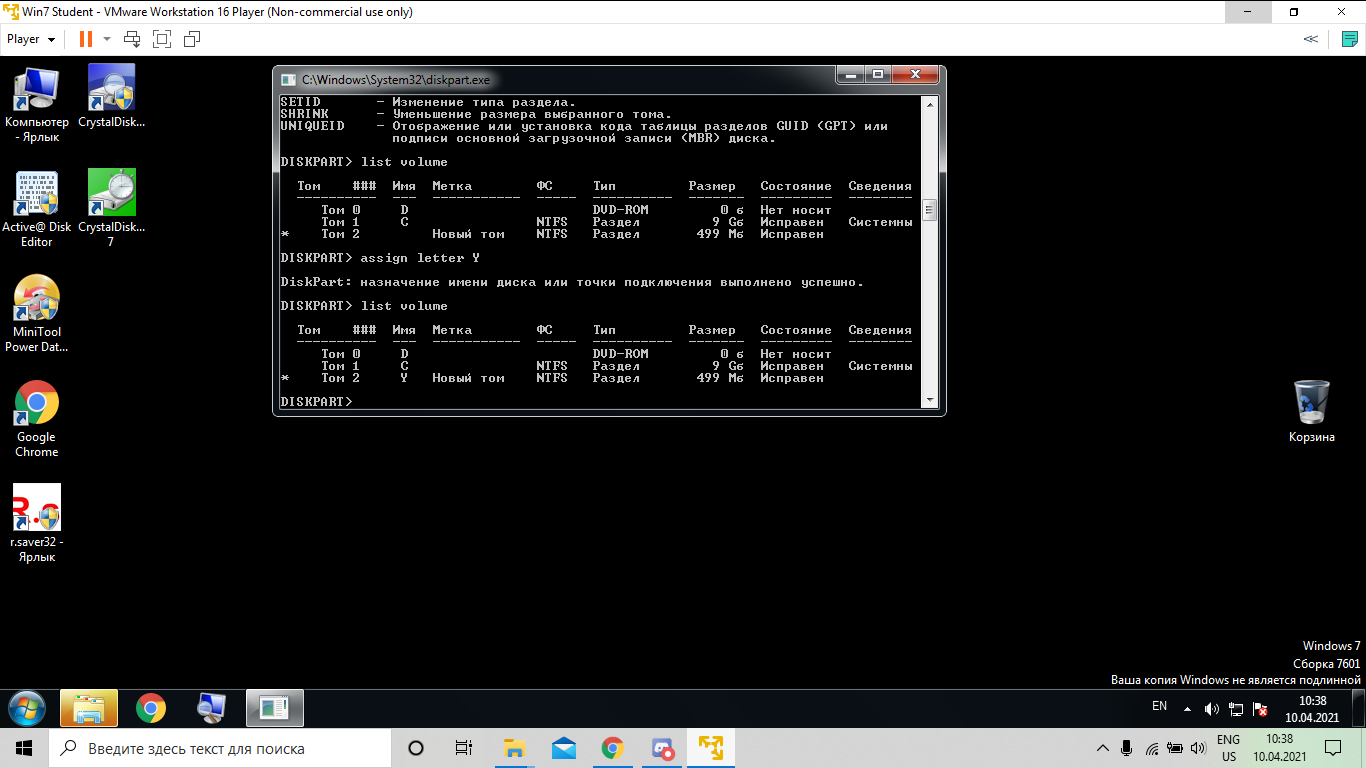 Win7 Student - VMware Workstation 16 Player (Non-commercial use only)
Player
Компьютер - Ярлык
CrystalDisk...
Active@ Disk Editor
CrystalDisk... 7
MiniTool Power Dat...
Google Chrome
r.saver32 - Ярлык
C:\Windows\System32\diskpart.exe
SETID - Изменение типа раздела.
SHRINK - Уменьшение размера выбранного тома.
UNIQUEID - Отображение или установка кода таблицы разделов GUID (GPT) или
подписи основной загрузочной записи (MBR) диска.
DISKPART> list volume
Том ### Имя Метка ФС Тип Размер Состояние Сведения
---------- --- ----------- ----- ---------- ------- --------- --------
Том 0 D DVD-ROM 0 б Нет носит
Том 1 C NTFS Раздел 9 Gб Исправен Системны
* Том 2 Новый том NTFS Раздел 499 Mб Исправен
DISKPART> assign letter Y
DiskPart: назначение имени диска или точки подключения выполнено успешно.
DISKPART> list volume
Том ### Имя Метка ФС Тип Размер Состояние Сведения
---------- --- ----------- ----- ---------- ------- --------- --------
Том 0 D DVD-ROM 0 б Нет носит
Том 1 C NTFS Раздел 9 Gб Исправен Системны
* Том 2 Y Новый том NTFS Раздел 499 Mб Исправен
DISKPART>
Корзина
Windows 7
Сборка 7601
Ваша копия Windows не является подлинной
EN
10:38
10.04.2021
Введите здесь текст для поиска
ENG
US
10:38
10.04.2021